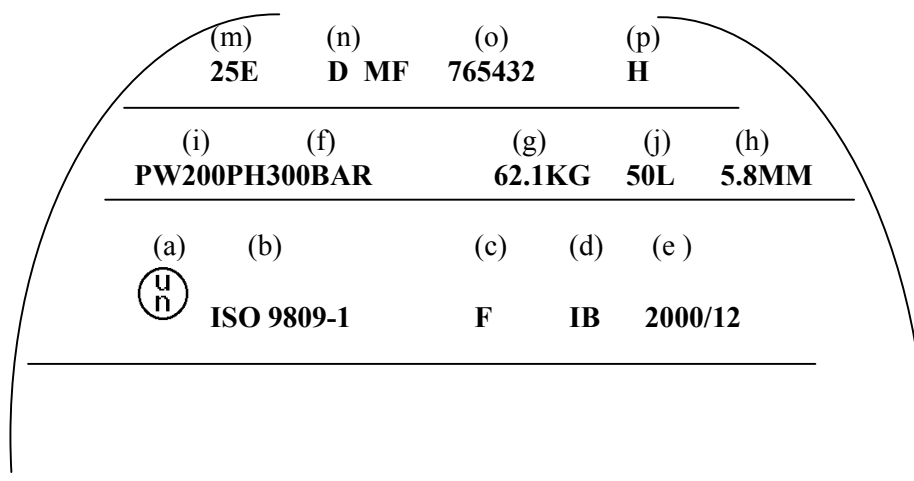 (m) (n) (o) (p)
25E D MF 765432 H
(i) (f) (g) (j) (h)
PW200PH300BAR 62.1KG 50L 5.8MM
(a) (b) (c) (d) (e )
u
n
ISO 9809-1 F IB 2000/12